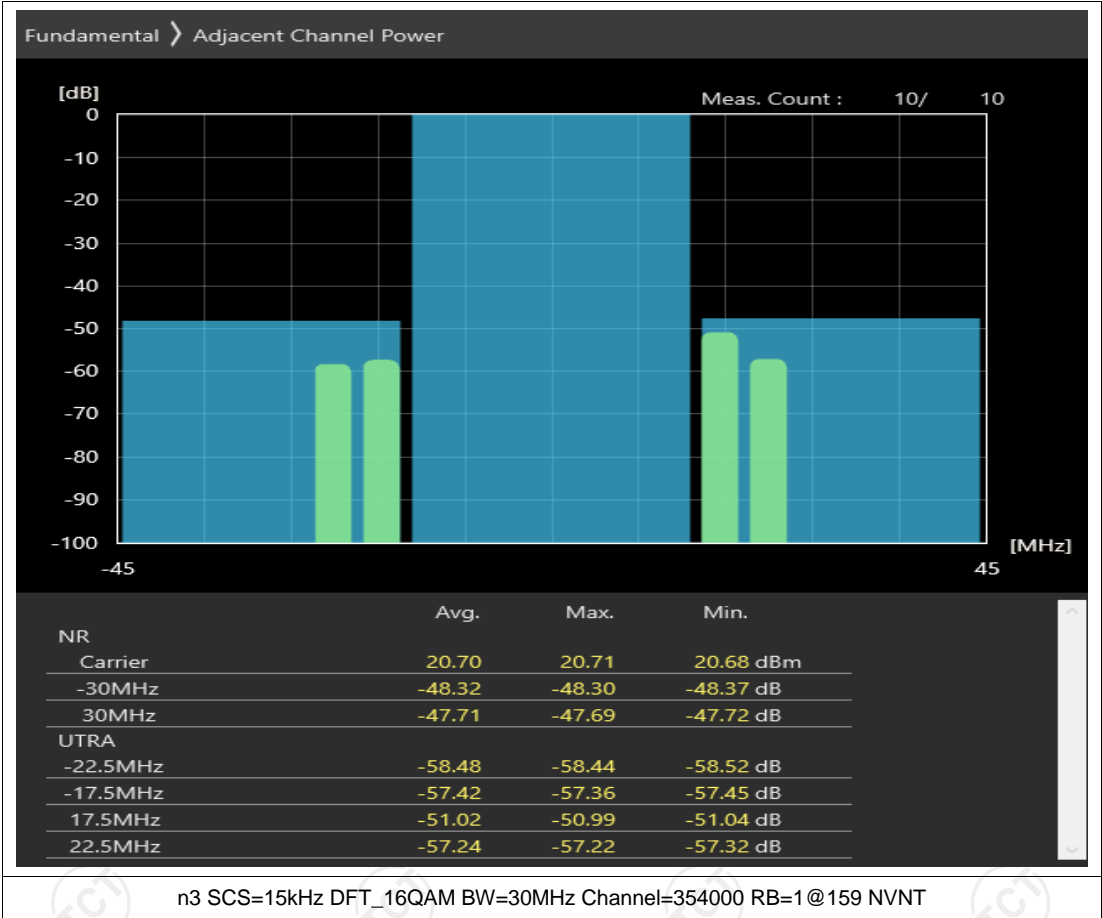 Fundamental ❯ Adjacent Channel Power
[dB]
Meas. Count : 10/ 10
0
-10
-20
-30
-40
-50
-60
-70
-80
-90
-100
[MHz]
-45 45
Avg. Max. Min.
NR
Carrier 20.70 20.71 20.68 dBm
-30MHz -48.32 -48.30 -48.37 dB
30MHz -47.71 -47.69 -47.72 dB
UTRA
-22.5MHz -58.48 -58.44 -58.52 dB
-17.5MHz -57.42 -57.36 -57.45 dB
17.5MHz -51.02 -50.99 -51.04 dB
22.5MHz -57.24 -57.22 -57.32 dB
n3 SCS=15kHz DFT_16QAM BW=30MHz Channel=354000 RB=1@159 NVNT
TCT TCT TCT TCT